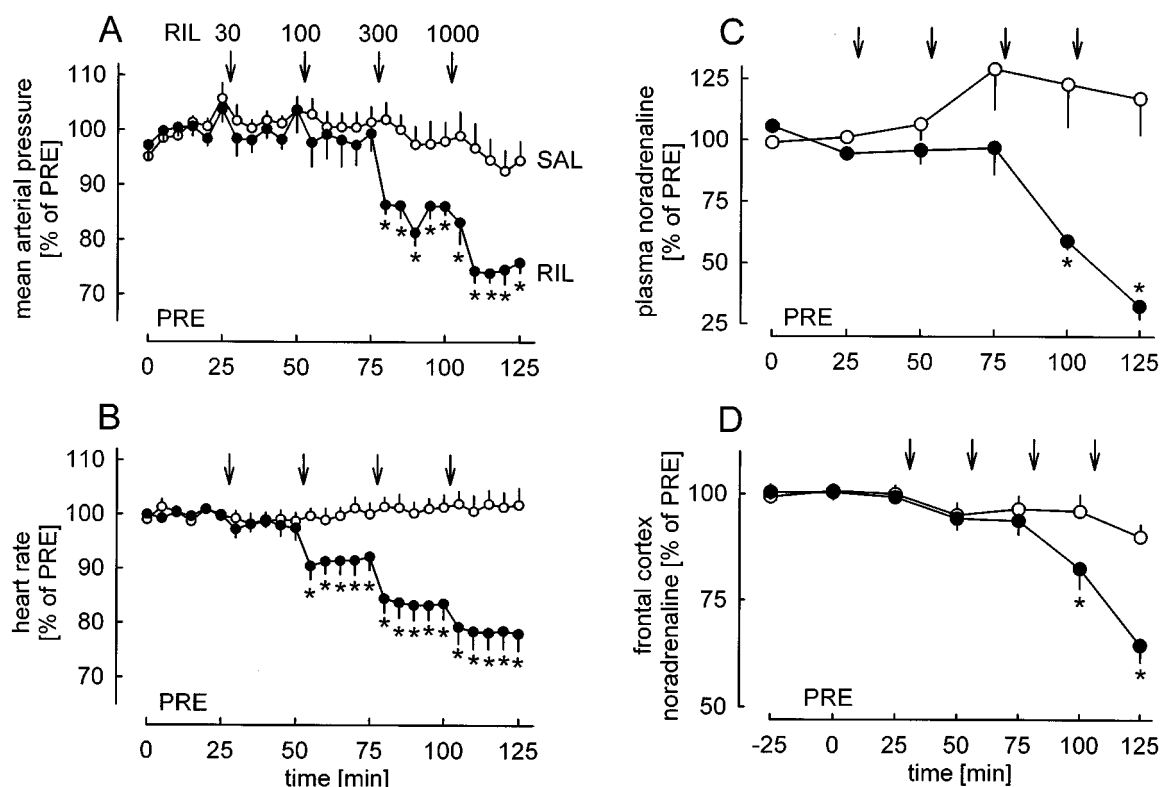 A
RIL 30 100 300 1000
mean arterial pressure
[% of PRE]
110
100
90
80
70
SAL
RIL
* * * * * * * * * *
PRE
0 25 50 75 100 125
B
heart rate
[% of PRE]
110
100
90
80
70
* * * * * * * * * * * * * * *
PRE
0 25 50 75 100 125
time [min]
C
plasma noradrenaline
[% of PRE]
125
100
75
50
25
* *
PRE
0 25 50 75 100 125
D
frontal cortex
noradrenaline [% of PRE]
100
75
50
* *
PRE
-25 0 25 50 75 100 125
time [min]